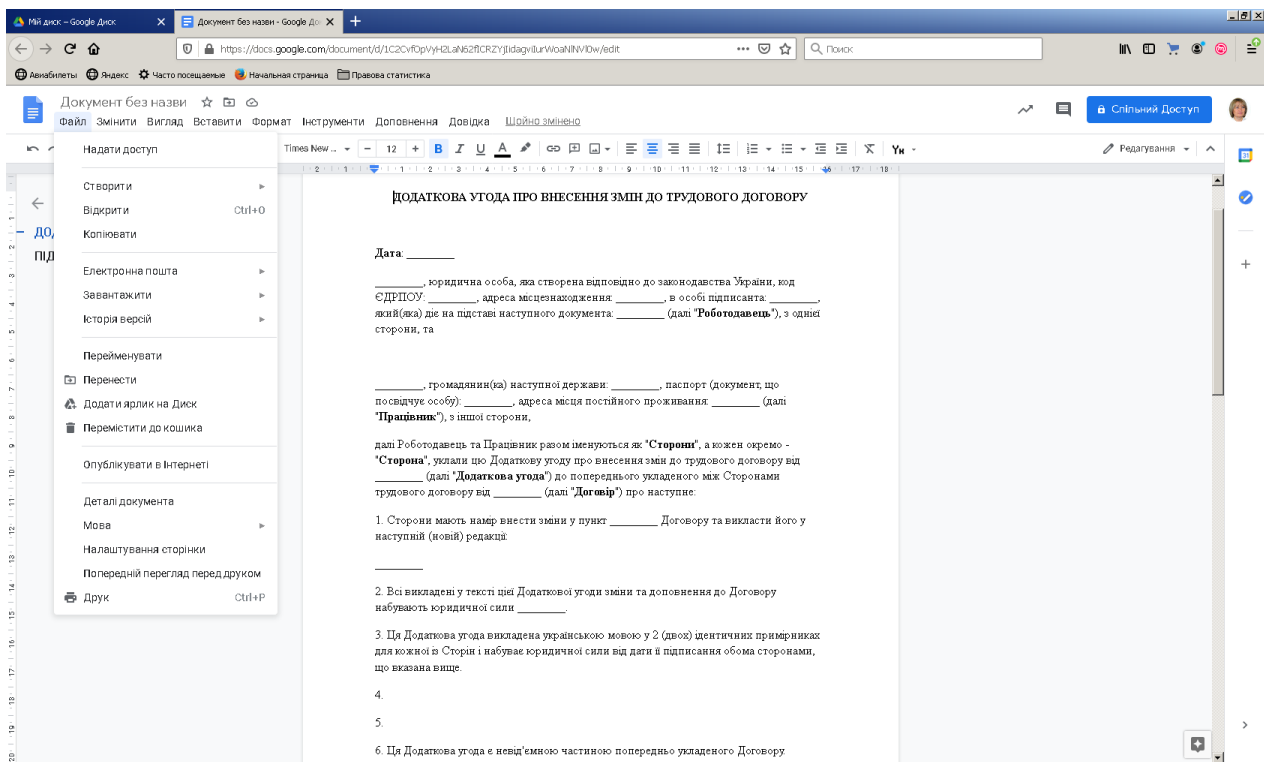 Мій диск – Google Диск
Документ без назви - Google До
https://docs.google.com/document/d/1C2CvfOpVyH2LaN62flCRZYjIidagvilurWoaNlNVl0w/edit
Поиск
Авиабилеты Яндекс Часто посещаемые Начальная страница Правова статистика
Документ без назви
Файл Змінити Вигляд Вставити Формат Інструменти Доповнення Довідка Щойно змінено
Спільний Доступ
Times New ... 12 B I U A
Редагування
Надати доступ
Створити
Відкрити Ctrl+O
Копіювати
Електронна пошта
Завантажити
Історія версій
Перейменувати
Перенести
Додати ярлик на Диск
Перемістити до кошика
Опублікувати в Інтернеті
Деталі документа
Мова
Налаштування сторінки
Попередній перегляд перед друком
Друк Ctrl+P
ДОДАТКОВА УГОДА ПРО ВНЕСЕННЯ ЗМІН ДО ТРУДОВОГО ДОГОВОРУ
Дата: ________
________, юридична особа, яка створена відповідно до законодавства України, код
ЄДРПОУ: ________, адреса місцезнаходження: ________, в особі підписанта: ________,
який(яка) діє на підставі наступного документа: ________ (далі "Роботодавець"), з однієї
сторони, та
________, громадянин(ка) наступної держави: ________, паспорт (документ, що
посвідчує особу): ________, адреса місця постійного проживання: ________ (далі
"Працівник"), з іншої сторони,
далі Роботодавець та Працівник разом іменуються як "Сторони", а кожен окремо -
"Сторона", уклали цю Додаткову угоду про внесення змін до трудового договору від
________ (далі "Додаткова угода") до попереднього укладеного між Сторонами
трудового договору від ________ (далі "Договір") про наступне:
1. Сторони мають намір внести зміни у пункт ________ Договору та викласти його у
наступній (новій) редакції:
________
2. Всі викладені у тексті цієї Додаткової угоди зміни та доповнення до Договору
набувають юридичної сили ________.
3. Ця Додаткова угода викладена українською мовою у 2 (двох) ідентичних примірниках
для кожної із Сторін і набуває юридичної сили від дати її підписання обома сторонами,
що вказана вище.
4.
5.
6. Ця Додаткова угода є невід'ємною частиною попередньо укладеного Договору.